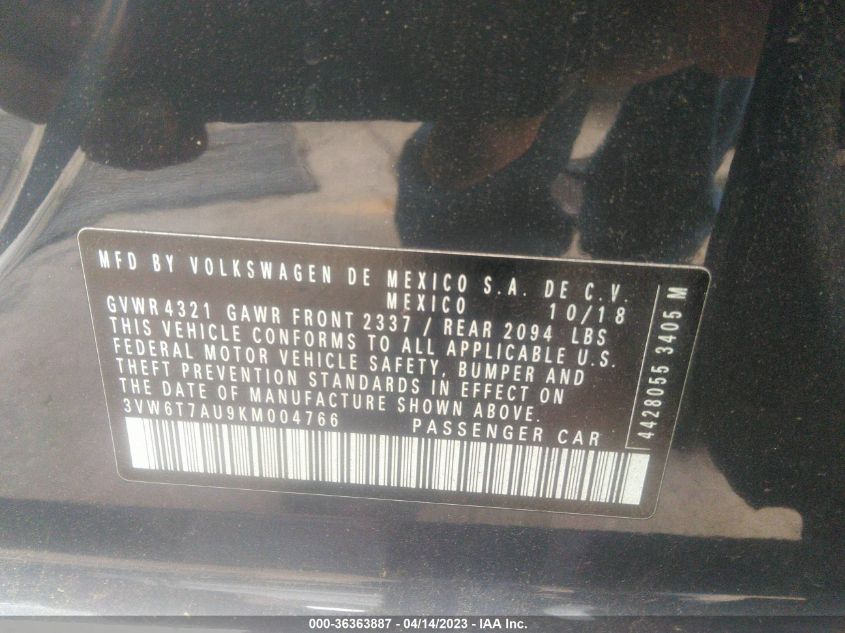 MFD BY VOLKSWAGEN DE MEXICO S.A. DE C.V.
MEXICO 10/18
GVWR 4321 GAWR FRONT 2337 / REAR 2094 LBS
THIS VEHICLE CONFORMS TO ALL APPLICABLE U.S.
FEDERAL MOTOR VEHICLE SAFETY, BUMPER AND
THEFT PREVENTION STANDARDS IN EFFECT ON
THE DATE OF MANUFACTURE SHOWN ABOVE.
3VW6T7AU9KM004766 PASSENGER CAR
4428055 3405 M
000-36363887 - 04/14/2023 - IAA Inc.